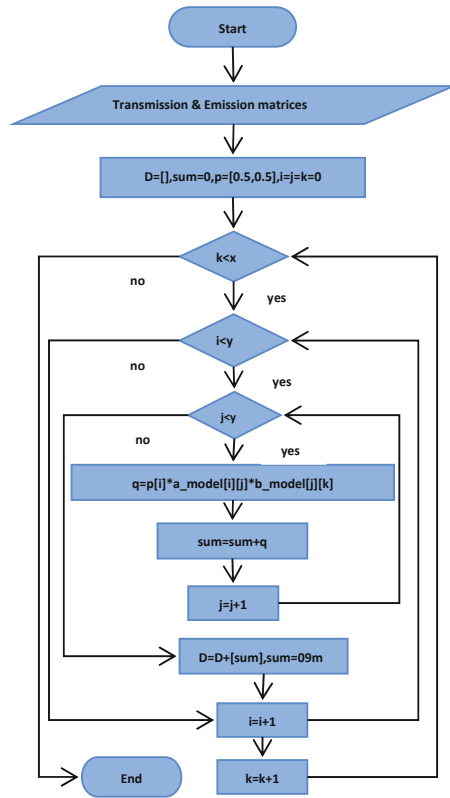 Start
Transmission & Emission matrices
D=[],sum=0,p=[0.5,0.5],i=j=k=0
k<x
no
yes
i<y
no
yes
j<y
no
yes
q=p[i]*a_model[i][j]*b_model[j][k]
sum=sum+q
j=j+1
D=D+[sum],sum=09m
i=i+1
k=k+1
End